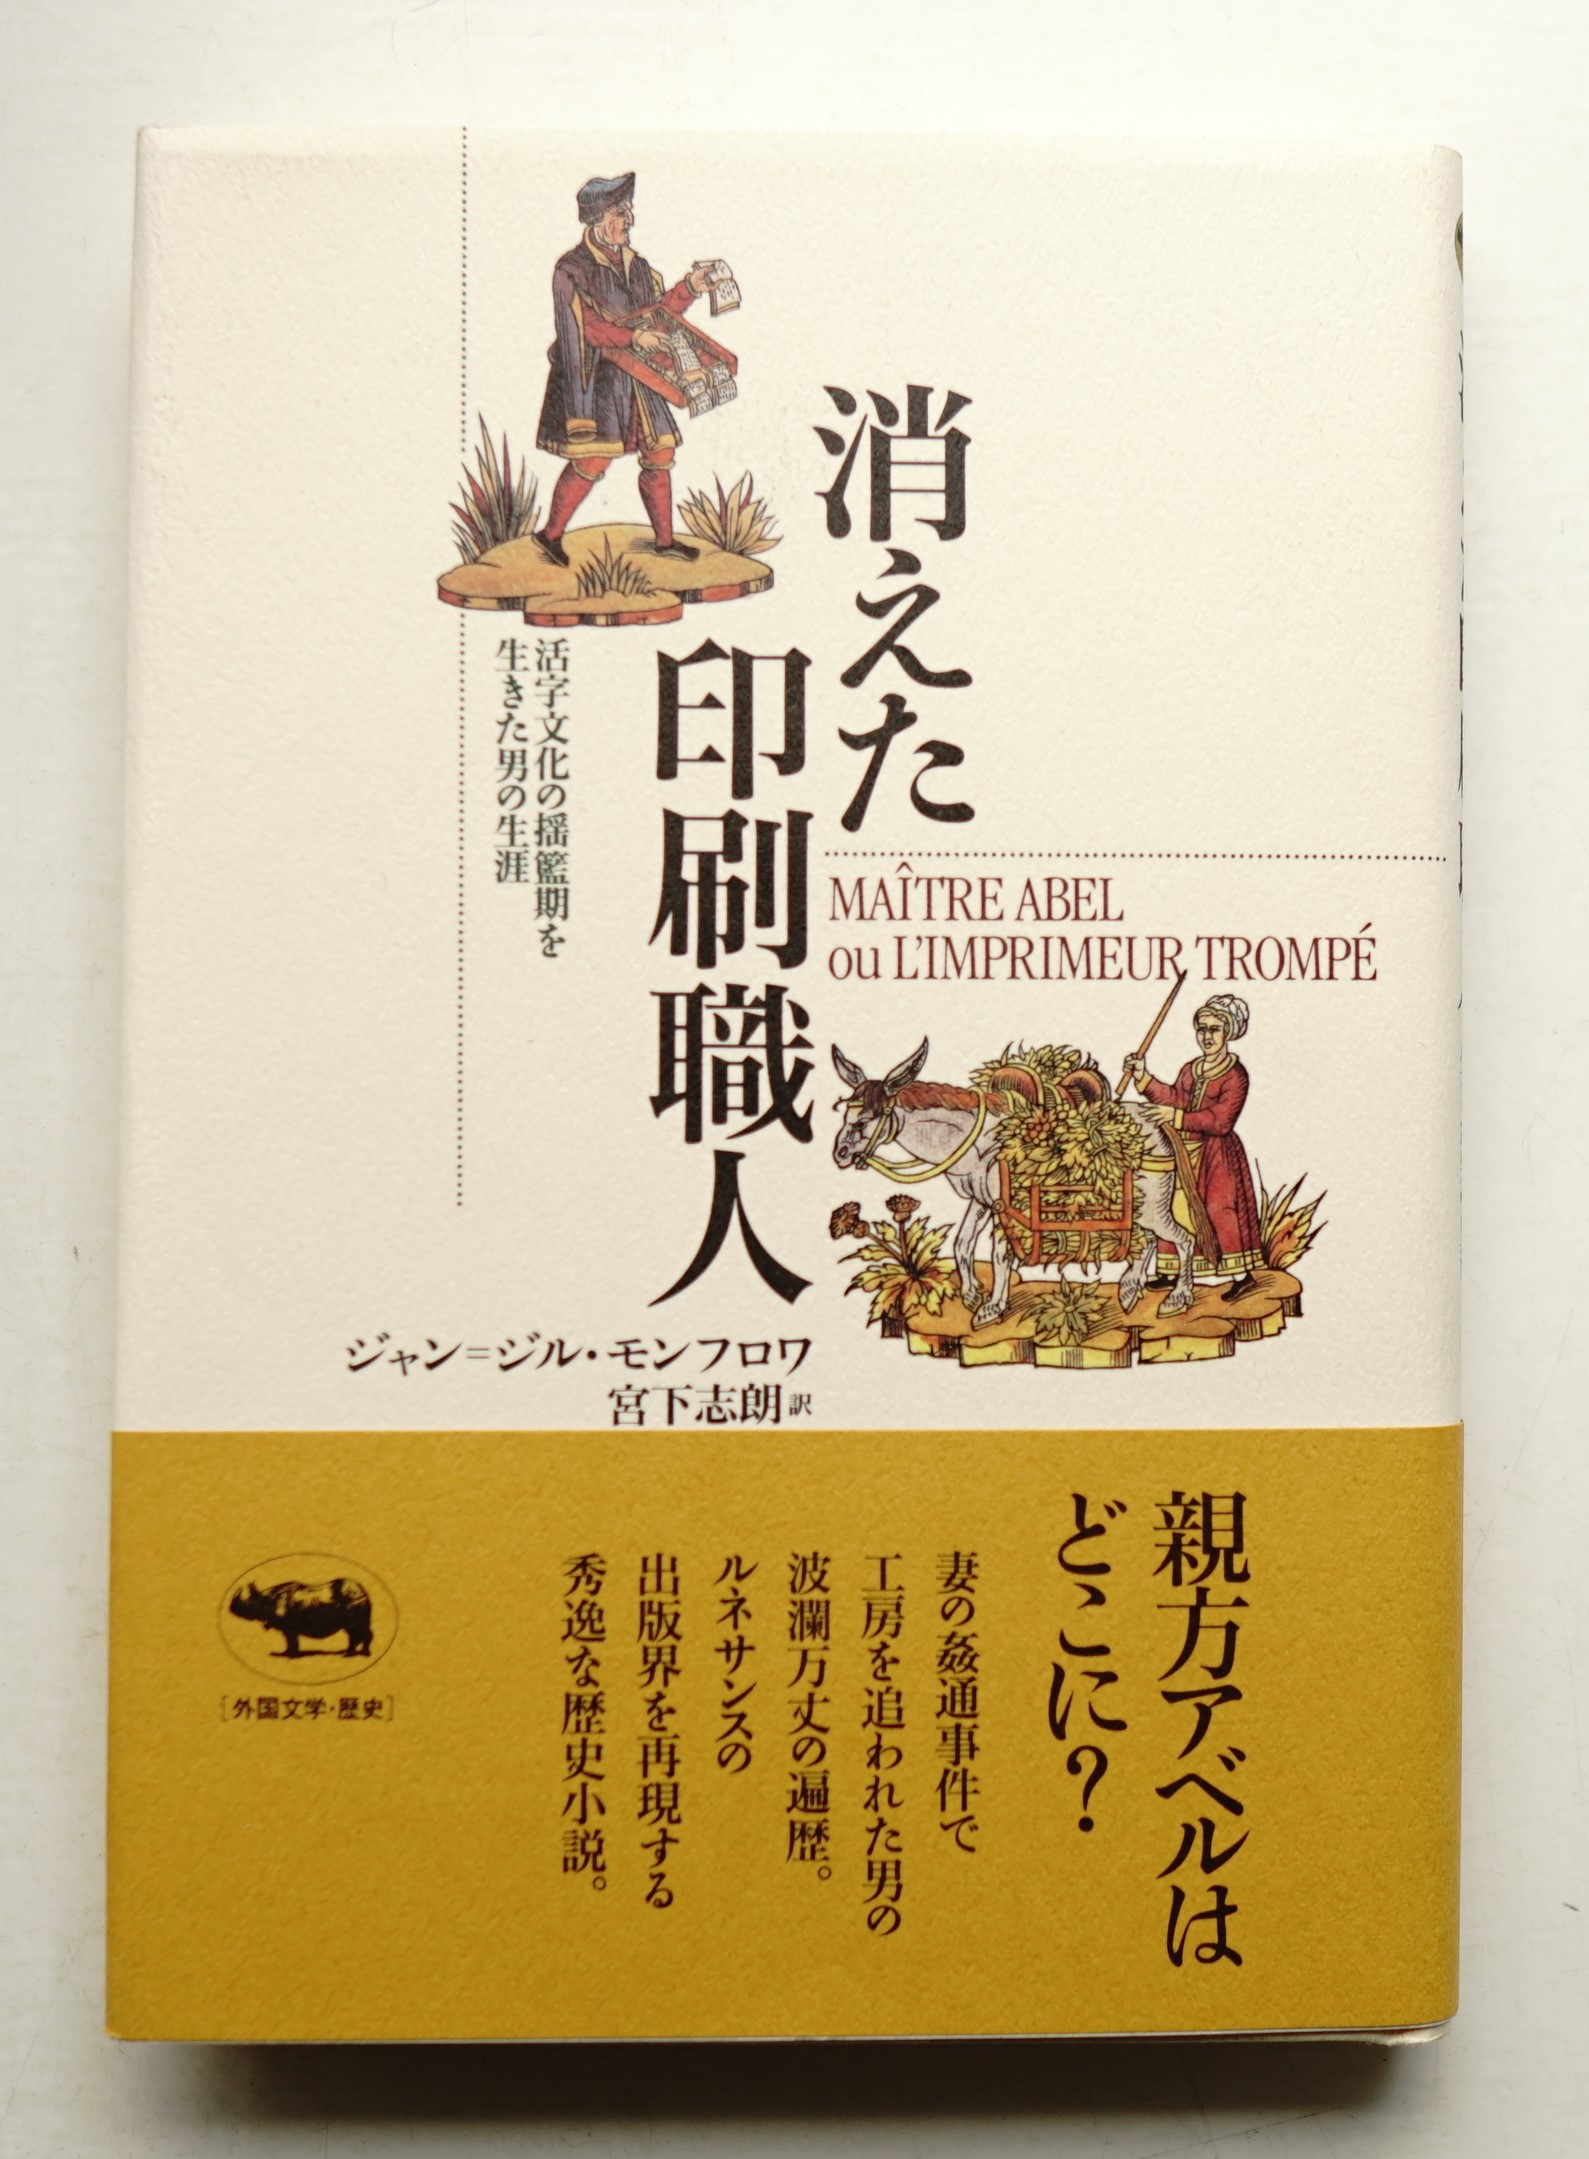 消えた
印刷職人
活字文化の揺籃期を
生きた男の生涯
MAÎTRE ABEL
ou L'IMPRIMEUR TROMPÉ
ジャン=ジル・モンフロワ
宮下志朗訳
親方アベルは
どこに?
妻の姦通事件で
工房を追われた男の
波瀾万丈の遍歴。
ルネサンスの
出版界を再現する
秀逸な歴史小説。
[外国文学・歴史]